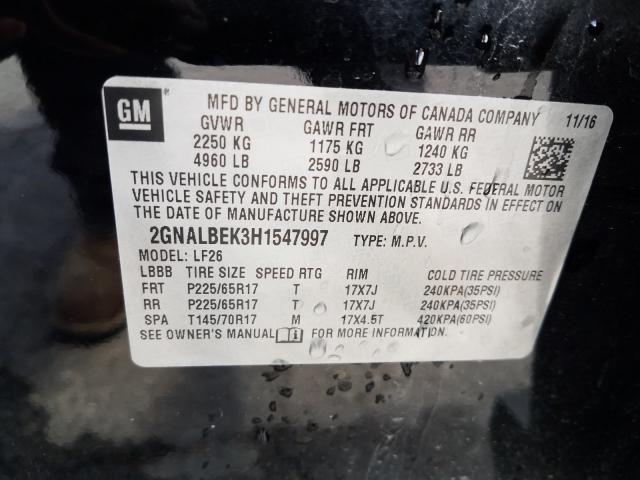 GM
MFD BY GENERAL MOTORS OF CANADA COMPANY 11/16
GVWR GAWR FRT GAWR RR
2250 KG 1175 KG 1240 KG
4960 LB 2590 LB 2733 LB
THIS VEHICLE CONFORMS TO ALL APPLICABLE U.S. FEDERAL MOTOR
VEHICLE SAFETY AND THEFT PREVENTION STANDARDS IN EFFECT ON
THE DATE OF MANUFACTURE SHOWN ABOVE.
2GNALBEK3H1547997 TYPE: M.P.V.
MODEL: LF26
LBBB TIRE SIZE SPEED RTG RIM COLD TIRE PRESSURE
FRT P225/65R17 T 17X7J 240KPA(35PSI)
RR P225/65R17 T 17X7J 240KPA(35PSI)
SPA T145/70R17 M 17X4.5T 420KPA(60PSI)
SEE OWNER'S MANUAL FOR MORE INFORMATION.